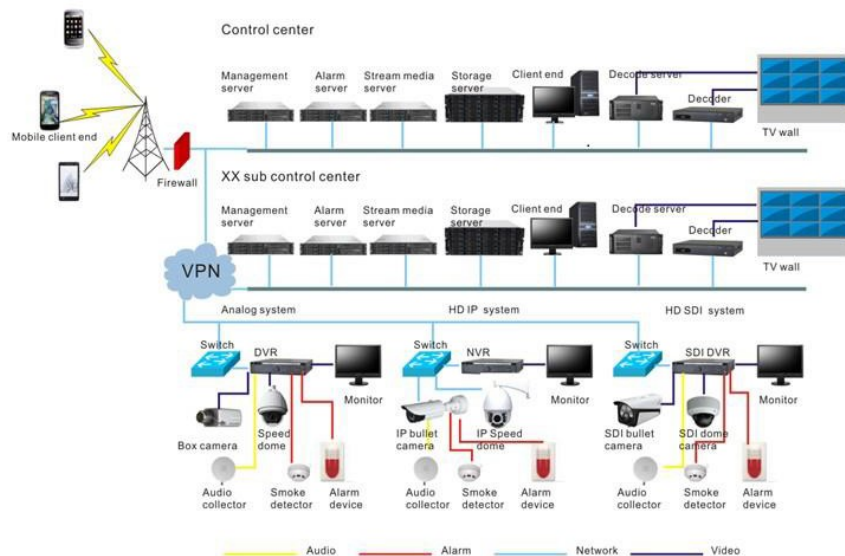 Control center
Management
server
Alarm
server
Stream media
server
Storage
server
Client end
Decode server
Decoder
TV wall
Mobile client end
Firewall
XX sub control center
Management
server
Alarm
server
Stream media
server
Storage
server
Client end
Decode server
Decoder
TV wall
VPN
Analog system
HD IP system
HD SDI system
Switch
DVR
Monitor
Switch
NVR
Monitor
Switch
SDI DVR
Monitor
Box camera
Speed
dome
IP bullet
camera
IP Speed
dome
SDI bullet
camera
SDI dome
camera
Audio
collector
Smoke
detector
Alarm
device
Audio
collector
Smoke
detector
Alarm
device
Audio
collector
Smoke
detector
Alarm
device
Audio
Alarm
Network
Video